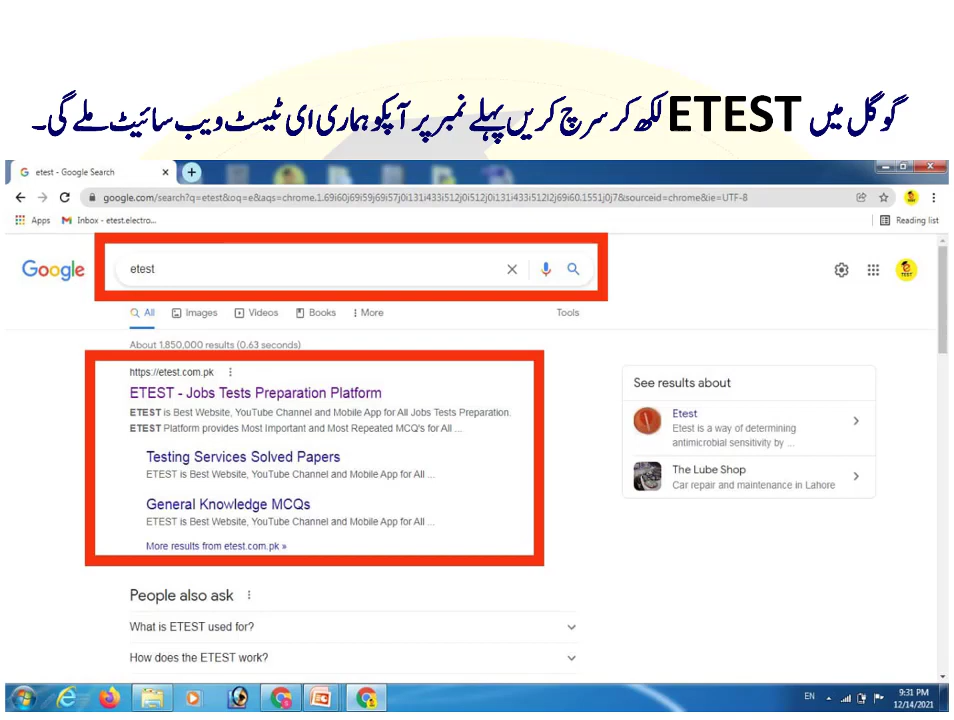 گوگل میں ETEST لکھ کر سرچ کریں پہلے نمبر پر آپکو ہماری ای ٹیسٹ ویب سائیٹ ملے گی۔
etest - Google Search
google.com/search?q=etest&oq=e&aqs=chrome.1.69i60j69i59j69i57j0i131i433i512j0i512j0i131i433i512l2j69i60.1551j0j7&sourceid=chrome&ie=UTF-8
Apps Inbox - etest.electro... Reading list
Google etest
All Images Videos Books More Tools
About 1,850,000 results (0.63 seconds)
https://etest.com.pk
ETEST - Jobs Tests Preparation Platform
ETEST is Best Website, YouTube Channel and Mobile App for All Jobs Tests Preparation.
ETEST Platform provides Most Important and Most Repeated MCQ's for All ...
Testing Services Solved Papers
ETEST is Best Website, YouTube Channel and Mobile App for All ...
General Knowledge MCQs
ETEST is Best Website, YouTube Channel and Mobile App for All ...
More results from etest.com.pk »
See results about
Etest
Etest is a way of determining
antimicrobial sensitivity by ...
The Lube Shop
Car repair and maintenance in Lahore
People also ask
What is ETEST used for?
How does the ETEST work?
EN 9:31 PM
12/14/2021